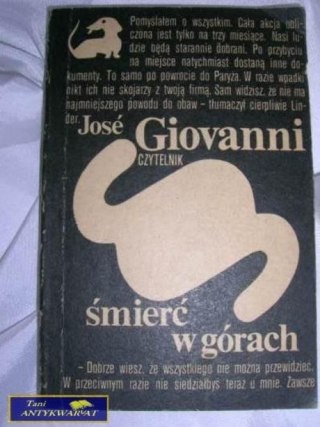 Pomyślałem o wszystkim. Cała akcja obli-
czona jest tylko na trzy miesiące. Nasi lu-
dzie będą starannie dobrani. Po przybyciu
na miejsce natychmiast dostaną inne do-
kumenty. To samo po powrocie do Paryża. W razie wpadki
nikt ich nie skojarzy z twoją firmą. Sam widzisz, że nie ma
najmniejszego powodu do obaw – tłumaczył cierpliwie Lin-
der.
José Giovanni
CZYTELNIK
śmierć
w górach
– Dobrze wiesz, że wszystkiego nie można przewidzieć.
W przeciwnym razie nie siedziałbyś teraz u mnie. Zawsze
Tani
ANTYKWARIAT